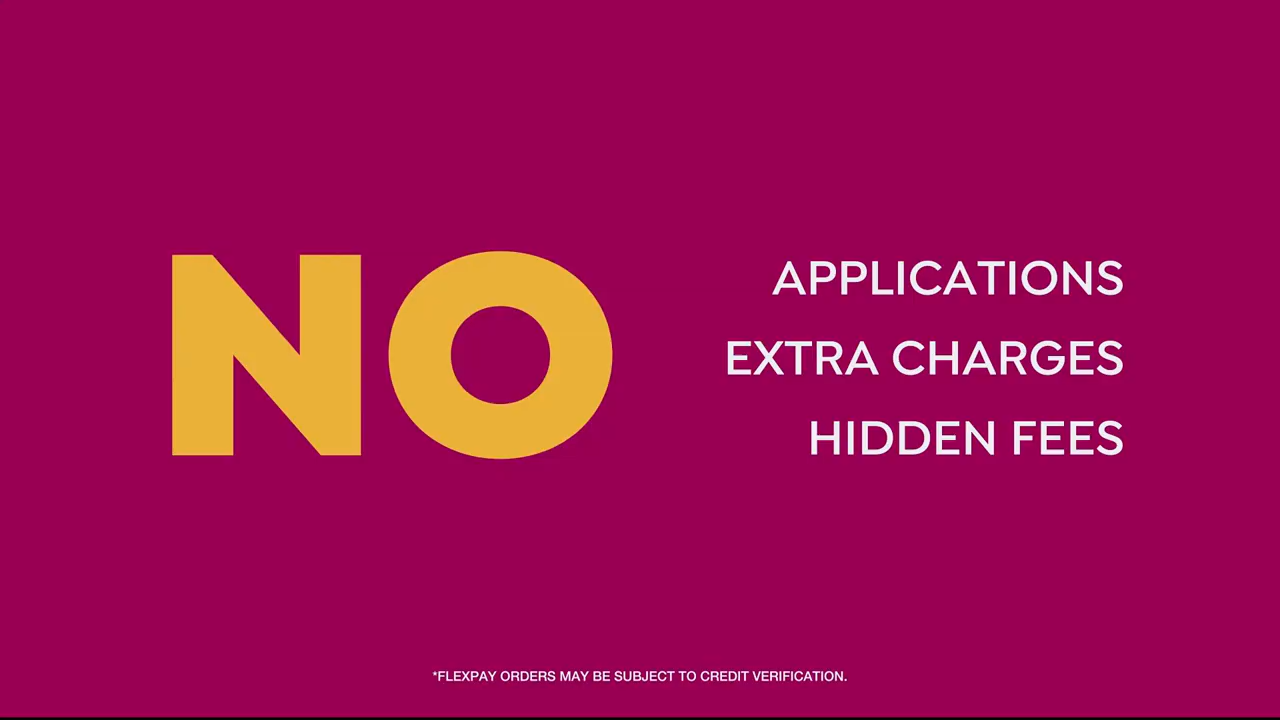 NO
APPLICATIONS
EXTRA CHARGES
HIDDEN FEES
*FLEXPAY ORDERS MAY BE SUBJECT TO CREDIT VERIFICATION.